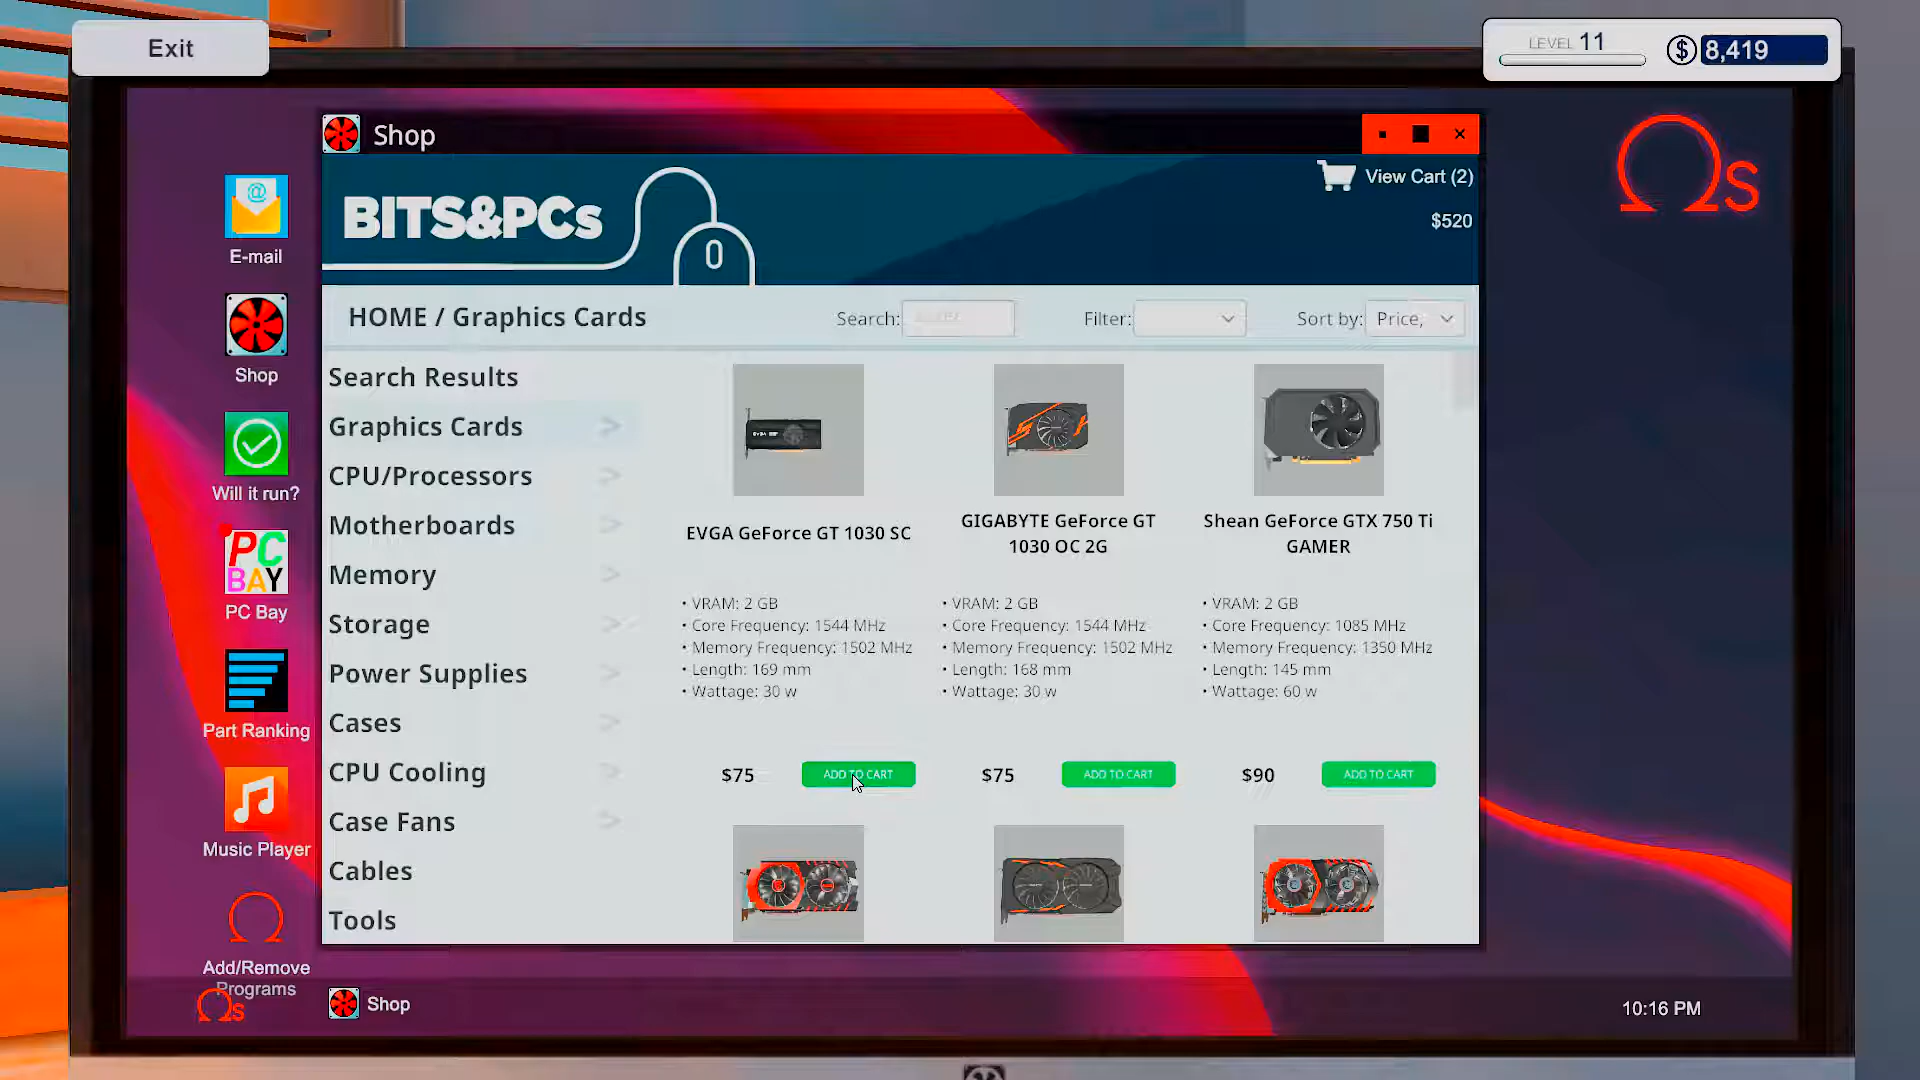 Exit
LEVEL 11
$ 8,419
Shop
View Cart (2)
$520
BITS&PCs
HOME / Graphics Cards
Search:
Filter:
Sort by: Price,
E-mail
Shop
Will it run?
PC BAY
PC Bay
Part Ranking
Music Player
Add/Remove
Programs
Search Results
Graphics Cards >
CPU/Processors >
Motherboards >
Memory >
Storage >
Power Supplies >
Cases >
CPU Cooling >
Case Fans >
Cables
Tools
EVGA GeForce GT 1030 SC
• VRAM: 2 GB
• Core Frequency: 1544 MHz
• Memory Frequency: 1502 MHz
• Length: 169 mm
• Wattage: 30 w
$75
ADD TO CART
GIGABYTE GeForce GT
1030 OC 2G
• VRAM: 2 GB
• Core Frequency: 1544 MHz
• Memory Frequency: 1502 MHz
• Length: 168 mm
• Wattage: 30 w
$75
ADD TO CART
Shean GeForce GTX 750 Ti
GAMER
• VRAM: 2 GB
• Core Frequency: 1085 MHz
• Memory Frequency: 1350 MHz
• Length: 145 mm
• Wattage: 60 w
$90
ADD TO CART
Ωs
Ωs
Shop
10:16 PM